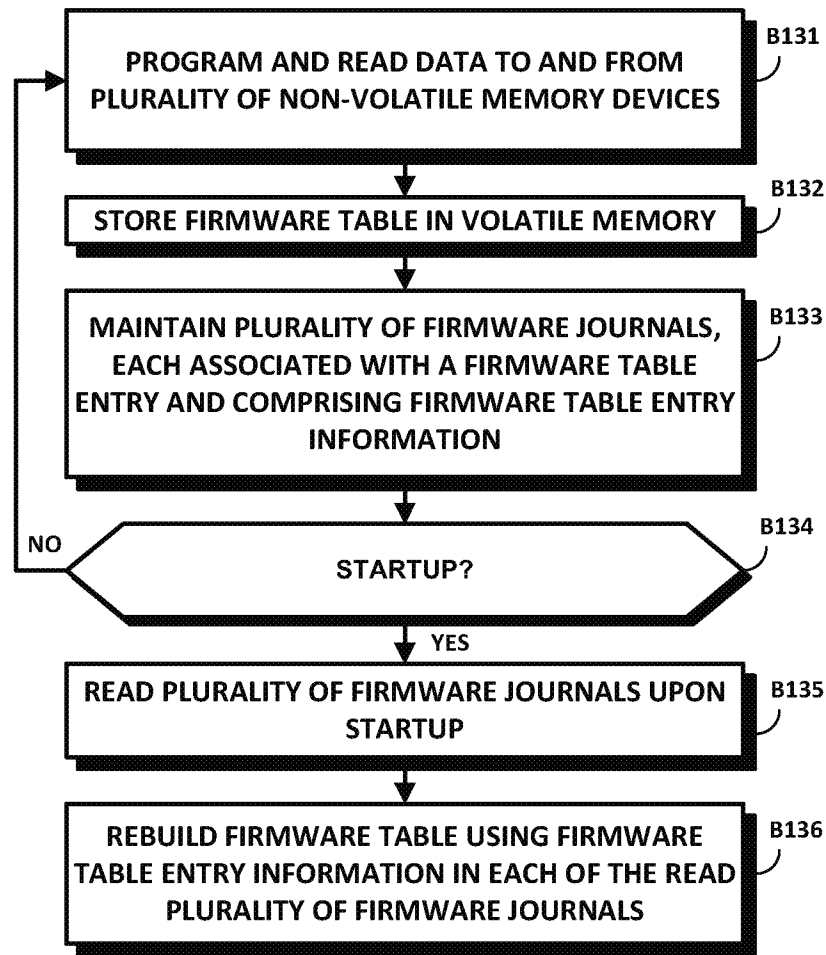 PROGRAM AND READ DATA TO AND FROM
PLURALITY OF NON-VOLATILE MEMORY DEVICES
B131
STORE FIRMWARE TABLE IN VOLATILE MEMORY
B132
MAINTAIN PLURALITY OF FIRMWARE JOURNALS,
EACH ASSOCIATED WITH A FIRMWARE TABLE
ENTRY AND COMPRISING FIRMWARE TABLE ENTRY
INFORMATION
B133
STARTUP?
B134
NO
YES
READ PLURALITY OF FIRMWARE JOURNALS UPON
STARTUP
B135
REBUILD FIRMWARE TABLE USING FIRMWARE
TABLE ENTRY INFORMATION IN EACH OF THE READ
PLURALITY OF FIRMWARE JOURNALS
B136